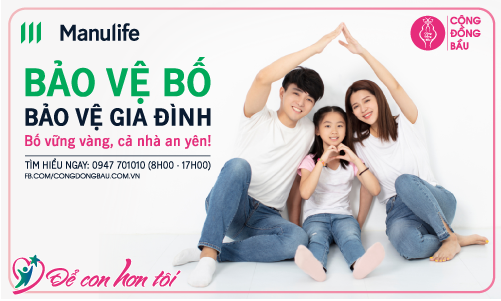 Manulife
CỘNG
ĐỒNG
BẦU
BẢO VỆ BỐ
BẢO VỆ GIA ĐÌNH
Bố vững vàng, cả nhà an yên!
TÌM HIỂU NGAY: 0947 701010 (8H00 - 17H00)
FB.COM/CONGDONGBAU.COM.VN
Để con hơn tôi